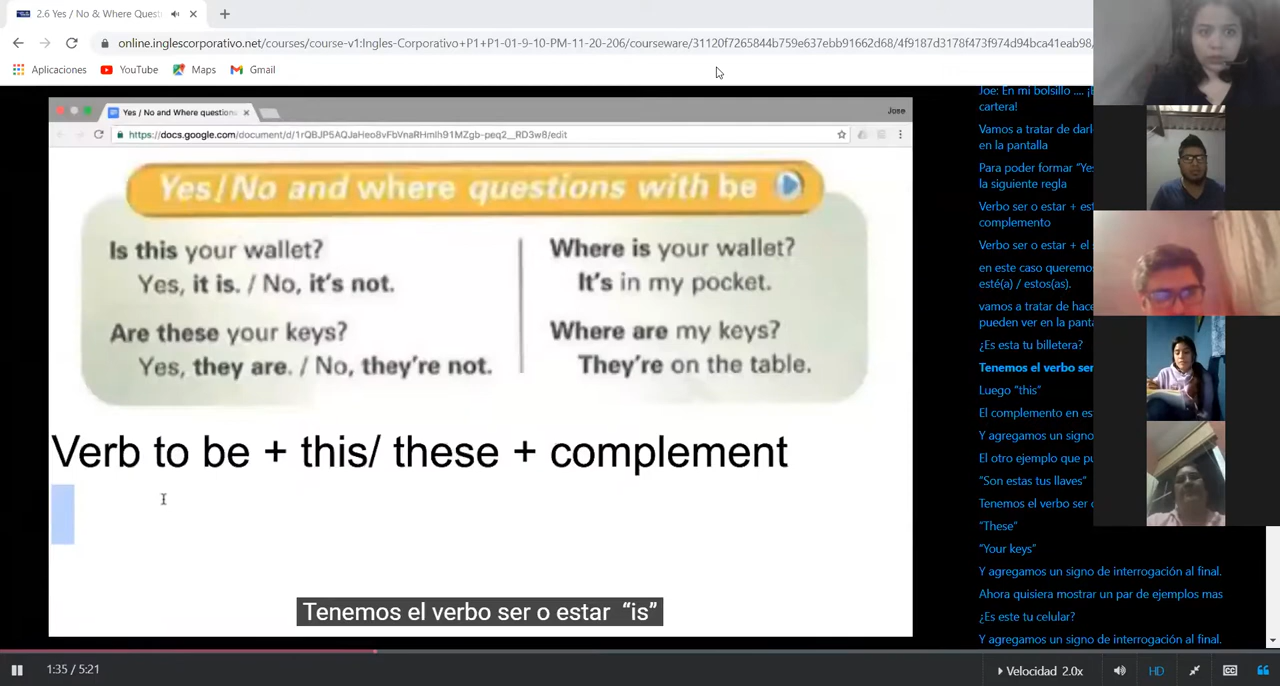 2.6 Yes / No & Where Quest
online.inglescorporativo.net/courses/course-v1:Ingles-Corporativo+P1+P1-01-9-10-PM-11-20-206/courseware/31120f7265844b759e637ebb91662d68/4f9187d3178f473f974d94bca41eab98/
Aplicaciones YouTube Maps Gmail
Yes / No and Where question
Jose
https://docs.google.com/document/d/1rQBJP5AQJaHeo8vFbVnaRHmlh91MZgb-peq2__RD3w8/edit
Yes/No and where questions with be
Is this your wallet?
Yes, it is. / No, it's not.
Are these your keys?
Yes, they are. / No, they're not.
Where is your wallet?
It's in my pocket.
Where are my keys?
They're on the table.
Verb to be + this/ these + complement
Tenemos el verbo ser o estar “is”
Joe: En mi bolsillo ....
cartera!
Vamos a tratar de darl
en la pantalla
Para poder formar “Yes
la siguiente regla
Verbo ser o estar + est
complemento
Verbo ser o estar + el s
en este caso queremos
esté(a) / estos(as).
vamos a tratar de hace
pueden ver en la panta
¿Es esta tu billetera?
Tenemos el verbo ser
Luego “this”
El complemento en es
Y agregamos un signo
El otro ejemplo que pu
“Son estas tus llaves”
Tenemos el verbo ser o
“These”
“Your keys”
Y agregamos un signo de interrogación al final.
Ahora quisiera mostrar un par de ejemplos mas
¿Es este tu celular?
Y agregamos un signo de interrogación al final.
1:35 / 5:21
Velocidad 2.0x
HD
CC